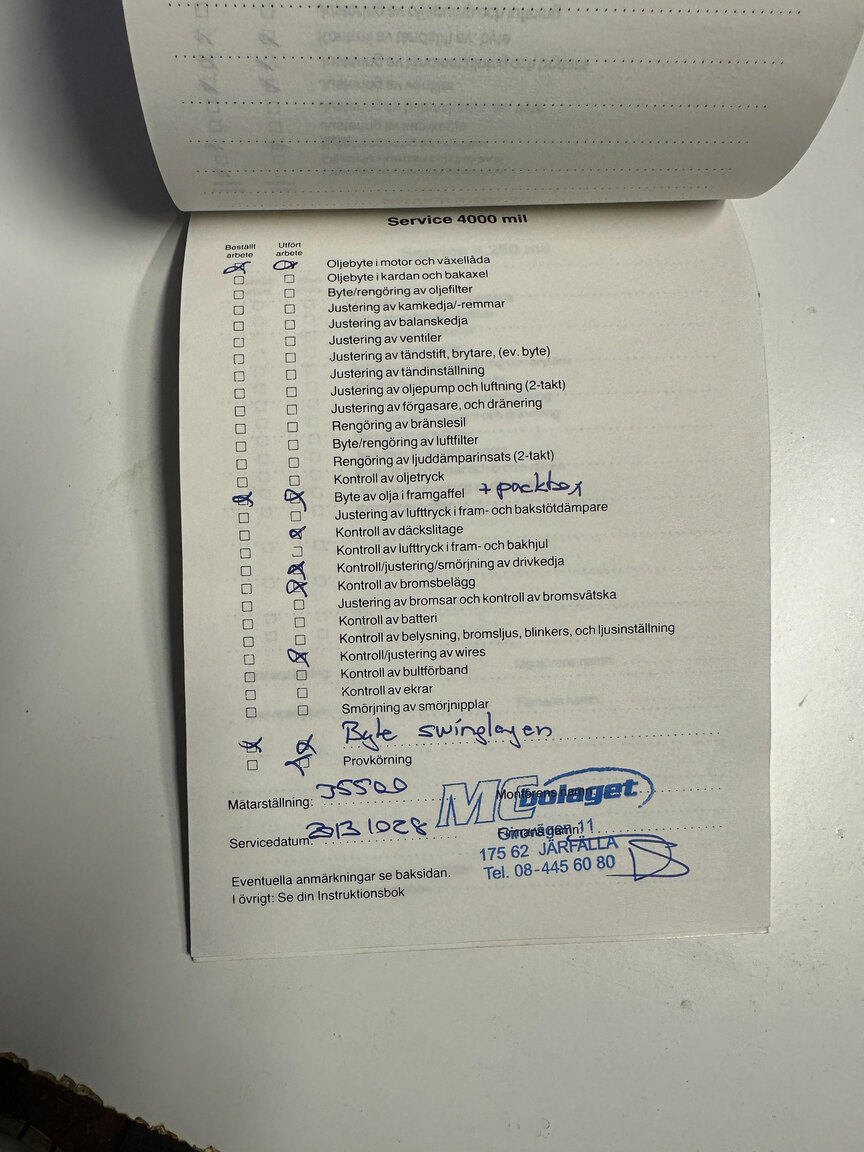 Service 4000 mil
Beställt arbete
Utfört arbete
Oljebyte i motor och växellåda
Oljebyte i kardan och bakaxel
Byte/rengöring av oljefilter
Justering av kamkedja/-remmar
Justering av balanskedja
Justering av ventiler
Justering av tändstift, brytare, (ev. byte)
Justering av tändinställning
Justering av oljepump och luftning (2-takt)
Justering av förgasare, och dränering
Rengöring av bränslesil
Byte/rengöring av luftfilter
Rengöring av ljuddämparinsats (2-takt)
Kontroll av oljetryck
Byte av olja i framgaffel + packbox
Justering av lufttryck i fram- och bakstötdämpare
Kontroll av däckslitage
Kontroll av lufttryck i fram- och bakhjul
Kontroll/justering/smörjning av drivkedja
Kontroll av bromsbelägg
Justering av bromsar och kontroll av bromsvätska
Kontroll av batteri
Kontroll av belysning, bromsljus, blinkers, och ljusinställning
Kontroll/justering av wires
Kontroll av bultförband
Kontroll av ekrar
Smörjning av smörjnipplar
Byte swinglagen
Provkörning
Mätarställning: 35500
MC bolaget
Montörens namn
Servicedatum: 20131028
Firmans namn
175 62 JÄRFÄLLA
Tel. 08-445 60 80
Eventuella anmärkningar se baksidan.
I övrigt: Se din Instruktionsbok